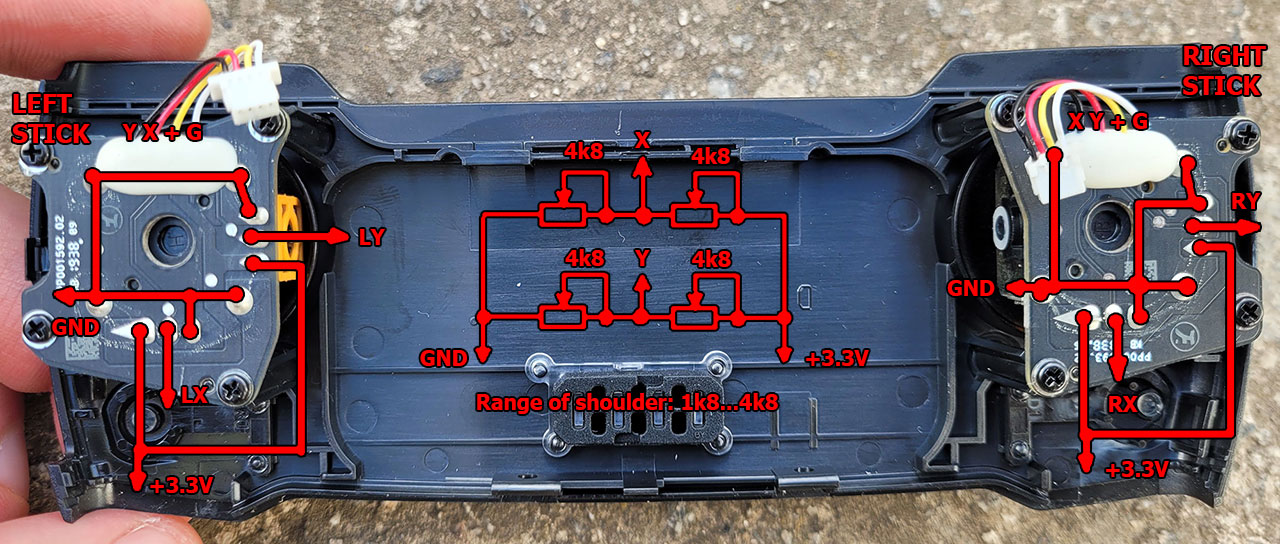 LEFT
STICK
Y X + G
RIGHT
STICK
X Y + G
4k8
X
4k8
LY
RY
4k8
Y
4k8
GND
GND
GND
+3.3V
LX
Range of shoulder: 1k8...4k8
RX
+3.3V
+3.3V